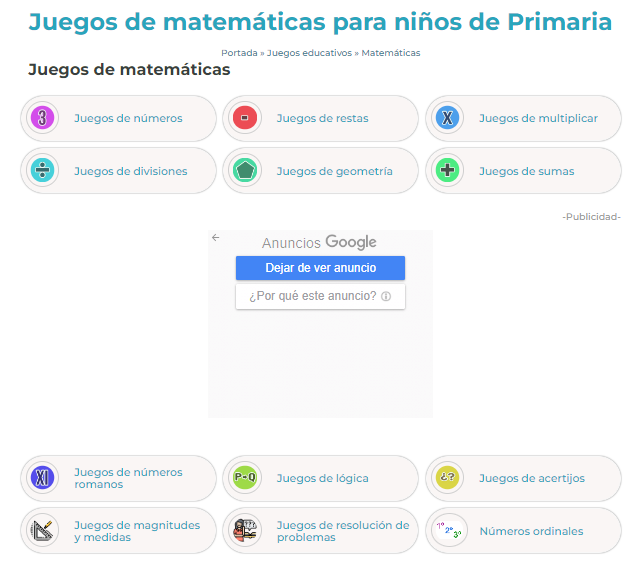 Juegos de matemáticas para niños de Primaria
Portada » Juegos educativos » Matemáticas
Juegos de matemáticas
3 Juegos de números
- Juegos de restas
X Juegos de multiplicar
÷ Juegos de divisiones
Juegos de geometría
+ Juegos de sumas
-Publicidad-
← Anuncios Google
Dejar de ver anuncio
¿Por qué este anuncio?
XI Juegos de números
romanos
P-Q Juegos de lógica
¿? Juegos de acertijos
Juegos de magnitudes
y medidas
Juegos de resolución de
problemas
1º 2º 3º Números ordinales